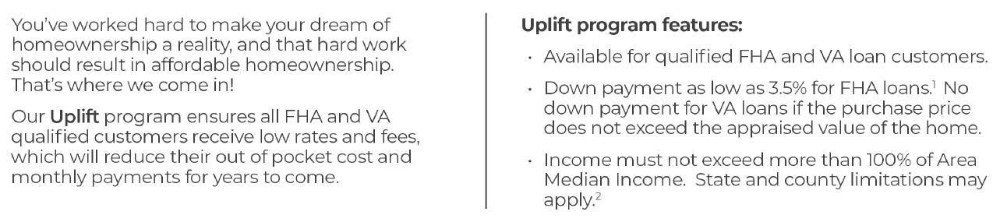 You’ve worked hard to make your dream of
homeownership a reality, and that hard work
should result in affordable homeownership.
That’s where we come in!
Our Uplift program ensures all FHA and VA
qualified customers receive low rates and fees,
which will reduce their out of pocket cost and
monthly payments for years to come.
Uplift program features:
• Available for qualified FHA and VA loan customers.
• Down payment as low as 3.5% for FHA loans.¹ No
down payment for VA loans if the purchase price
does not exceed the appraised value of the home.
• Income must not exceed more than 100% of Area
Median Income. State and county limitations may
apply.²